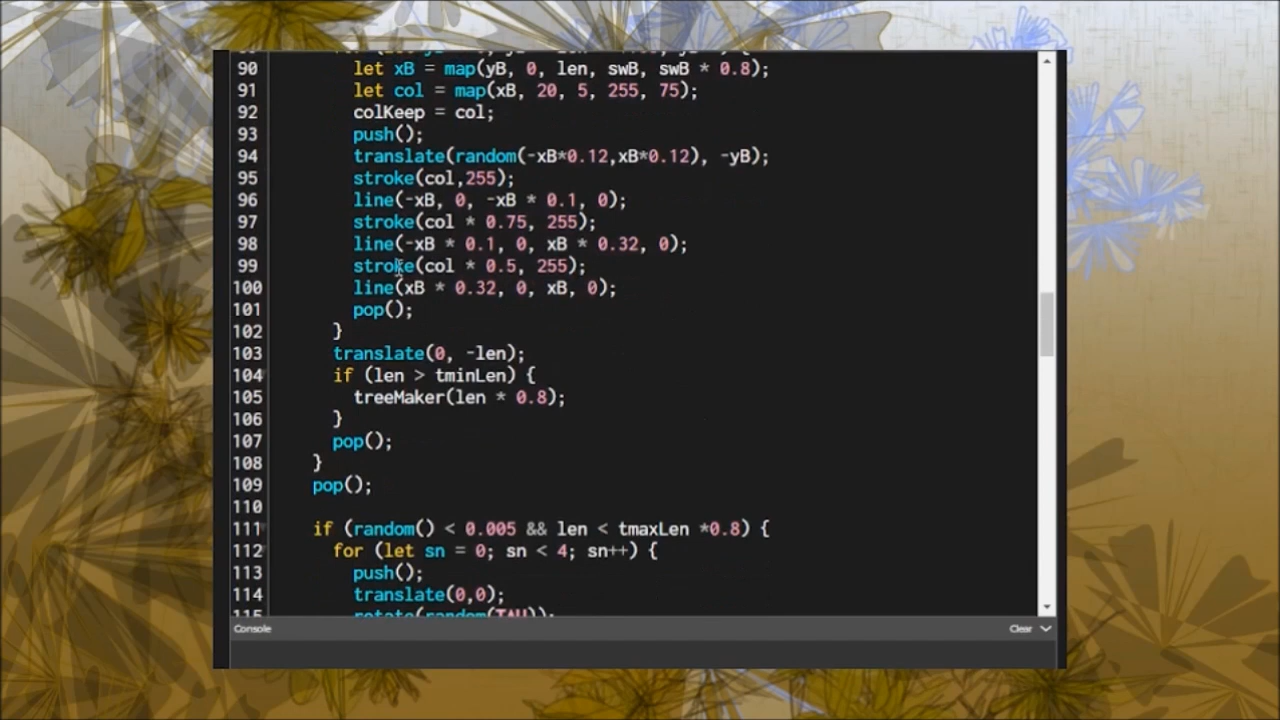 90 let xB = map(yB, 0, len, swB, swB * 0.8);
91 let col = map(xB, 20, 5, 255, 75);
92 colKeep = col;
93 push();
94 translate(random(-xB*0.12,xB*0.12), -yB);
95 stroke(col,255);
96 line(-xB, 0, -xB * 0.1, 0);
97 stroke(col * 0.75, 255);
98 line(-xB * 0.1, 0, xB * 0.32, 0);
99 stroke(col * 0.5, 255);
100 line(xB * 0.32, 0, xB, 0);
101 pop();
102 }
103 translate(0, -len);
104 if (len > tminLen) {
105 treeMaker(len * 0.8);
106 }
107 pop();
108 }
109 pop();
110
111 if (random() < 0.005 && len < tmaxLen *0.8) {
112 for (let sn = 0; sn < 4; sn++) {
113 push();
114 translate(0,0);
115 rotate(random(TAU));
Console Clear